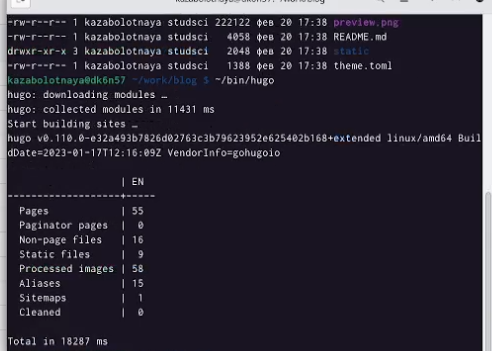 -rw-r--r-- 1 kazabolotnaya studsci 222122 фев 20 17:38 preview.png
-rw-r--r-- 1 kazabolotnaya studsci   4058 фев 20 17:38 README.md
drwxr-xr-x 3 kazabolotnaya studsci   2048 фев 20 17:38 static
-rw-r--r-- 1 kazabolotnaya studsci   1388 фев 20 17:38 theme.toml
kazabolotnaya@dk6n57 ~/work/blog $ ~/bin/hugo
hugo: downloading modules …
hugo: collected modules in 11431 ms
Start building sites …
hugo v0.110.0-e32a493b7826d02763c3b79623952e625402b168+extended linux/amd64 Buil
dDate=2023-01-17T12:16:09Z VendorInfo=gohugoio
                   | EN
-------------------+-----
  Pages            | 55
  Paginator pages  |  0
  Non-page files   | 16
  Static files     |  9
  Processed images | 58
  Aliases          | 15
  Sitemaps         |  1
  Cleaned          |  0
Total in 18287 ms